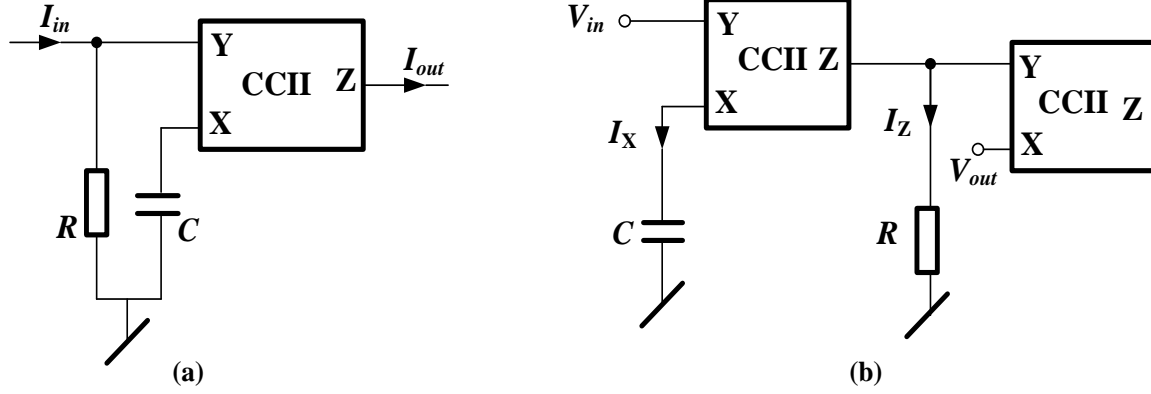 I_in
Y
CCII
Z
I_out
X
R
C
(a)
V_in
Y
CCII Z
X
I_X
C
I_Z
R
Y
CCII Z
X
V_out
(b)